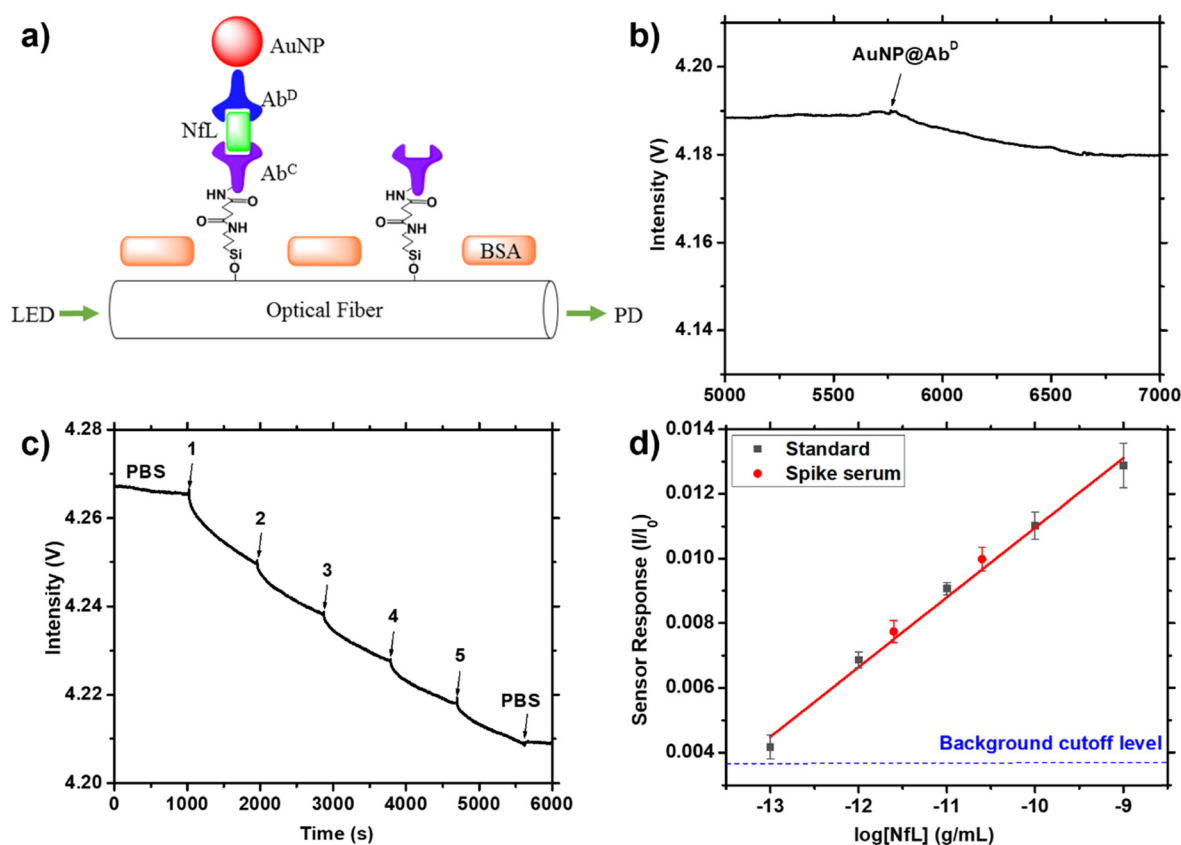 a)
AuNP
Ab^D
NfL
Ab^C
HN
O
O
NH
Si
O
HN
O
O
NH
Si
O
BSA
LED
Optical Fiber
PD
b)
AuNP@Ab^D
Intensity (V)
4.20
4.18
4.16
4.14
5000 5500 6000 6500 7000
c)
PBS
1
2
3
4
5
PBS
Intensity (V)
4.28
4.26
4.24
4.22
4.20
0 1000 2000 3000 4000 5000 6000
Time (s)
d)
Standard
Spike serum
Background cutoff level
Sensor Response (I/I₀)
0.014
0.012
0.010
0.008
0.006
0.004
-13 -12 -11 -10 -9
log[NfL] (g/mL)